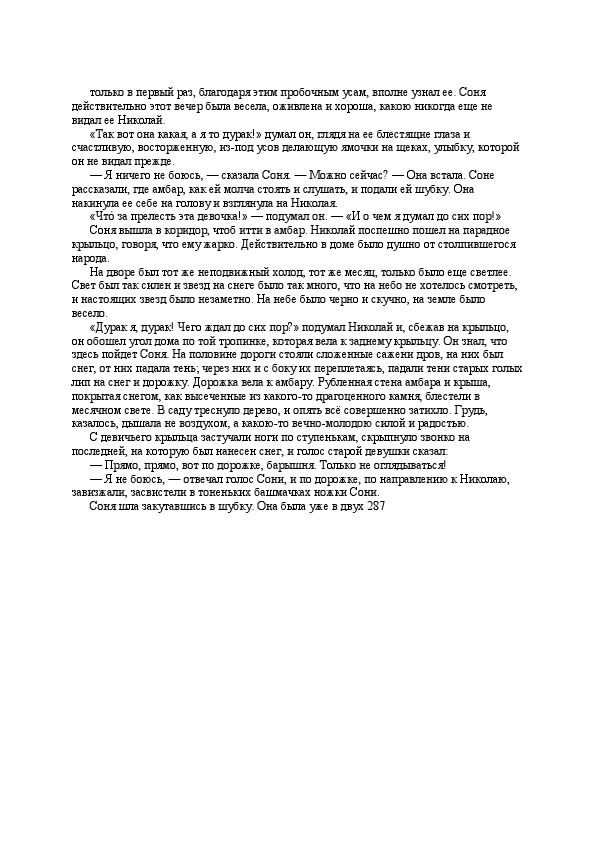 только в первый раз, благодаря этим пробочным усам, вполне узнал ее. Соня
действительно этот вечер была весела, оживлена и хороша, какою никогда еще не
видал ее Николай.
«Так вот она какая, а я то дурак!» думал он, глядя на ее блестящие глаза и
счастливую, восторженную, из-под усов делающую ямочки на щеках, улыбку, которой
он не видал прежде.
— Я ничего не боюсь, — сказала Соня. — Можно сейчас? — Она встала. Соне
рассказали, где амбар, как ей молча стоять и слушать, и подали ей шубку. Она
накинула ее себе на голову и взглянула на Николая.
«Что́ за прелесть эта девочка!» — подумал он. — «И о чем я думал до сих пор!»
Соня вышла в коридор, чтоб итти в амбар. Николай поспешно пошел на парадное
крыльцо, говоря, что ему жарко. Действительно в доме было душно от столпившегося
народа.
На дворе был тот же неподвижный холод, тот же месяц, только было еще светлее.
Свет был так силен и звезд на снеге было так много, что на небо не хотелось смотреть,
и настоящих звезд было незаметно. На небе было черно и скучно, на земле было
весело.
«Дурак я, дурак! Чего ждал до сих пор?» подумал Николай и, сбежав на крыльцо,
он обошел угол дома по той тропинке, которая вела к заднему крыльцу. Он знал, что
здесь пойдет Соня. На половине дороги стояли сложенные сажени дров, на них был
снег, от них падала тень; через них и с боку их переплетаясь, падали тени старых голых
лип на снег и дорожку. Дорожка вела к амбару. Рубленная стена амбара и крыша,
покрытая снегом, как высеченные из какого-то драгоценного камня, блестели в
месячном свете. В саду треснуло дерево, и опять всё совершенно затихло. Грудь,
казалось, дышала не воздухом, а какою-то вечно-молодою силой и радостью.
С девичьего крыльца застучали ноги по ступенькам, скрыпнуло звонко на
последней, на которую был нанесен снег, и голос старой девушки сказал:
— Прямо, прямо, вот по дорожке, барышня. Только не оглядываться!
— Я не боюсь, — отвечал голос Сони, и по дорожке, по направлению к Николаю,
завизжали, засвистели в тоненьких башмачках ножки Сони.
Соня шла закутавшись в шубку. Она была уже в двух 287